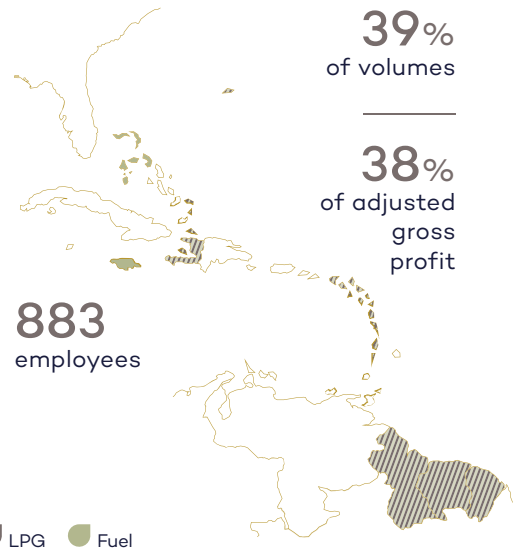 39%
of volumes
38%
of adjusted
gross
profit
883
employees
LPG Fuel